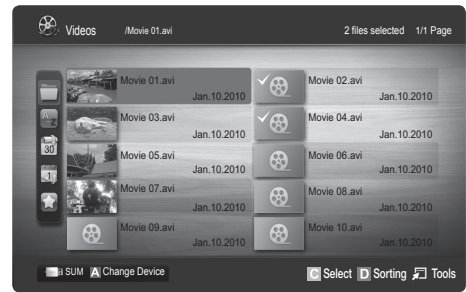 Videos /Movie 01.avi 2 files selected 1/1 Page
Movie 01.avi Movie 02.avi
Jan.10.2010 Jan.10.2010
Movie 03.avi Movie 04.avi
Jan.10.2010 Jan.10.2010
Movie 05.avi Movie 06.avi
Jan.10.2010 Jan.10.2010
Movie 07.avi Movie 08.avi
Jan.10.2010 Jan.10.2010
Movie 09.avi Movie 10.avi
Jan.10.2010 Jan.10.2010
A
Z
30
1
SUM A Change Device C Select D Sorting Tools